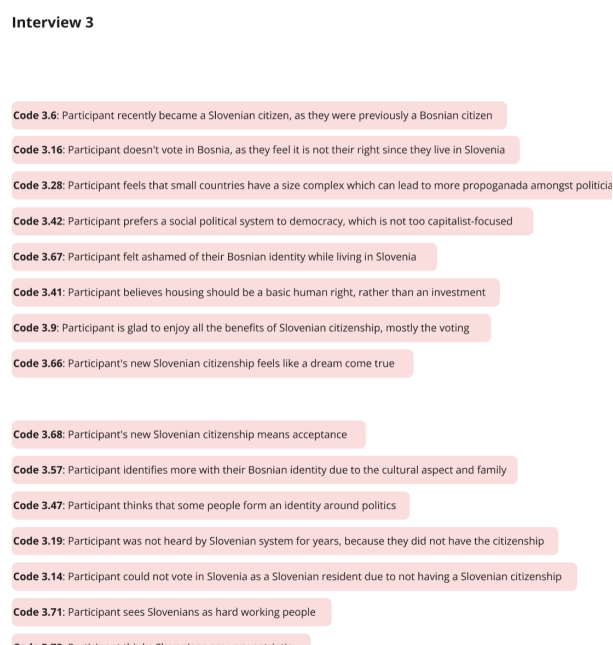 Interview 3
Code 3.6: Participant recently became a Slovenian citizen, as they were previously a Bosnian citizen
Code 3.16: Participant doesn't vote in Bosnia, as they feel it is not their right since they live in Slovenia
Code 3.28: Participant feels that small countries have a size complex which can lead to more propoganada amongst politicia
Code 3.42: Participant prefers a social political system to democracy, which is not too capitalist-focused
Code 3.67: Participant felt ashamed of their Bosnian identity while living in Slovenia
Code 3.41: Participant believes housing should be a basic human right, rather than an investment
Code 3.9: Participant is glad to enjoy all the benefits of Slovenian citizenship, mostly the voting
Code 3.66: Participant's new Slovenian citizenship feels like a dream come true
Code 3.68: Participant's new Slovenian citizenship means acceptance
Code 3.57: Participant identifies more with their Bosnian identity due to the cultural aspect and family
Code 3.47: Participant thinks that some people form an identity around politics
Code 3.19: Participant was not heard by Slovenian system for years, because they did not have the citizenship
Code 3.14: Participant could not vote in Slovenia as a Slovenian resident due to not having a Slovenian citizenship
Code 3.71: Participant sees Slovenians as hard working people